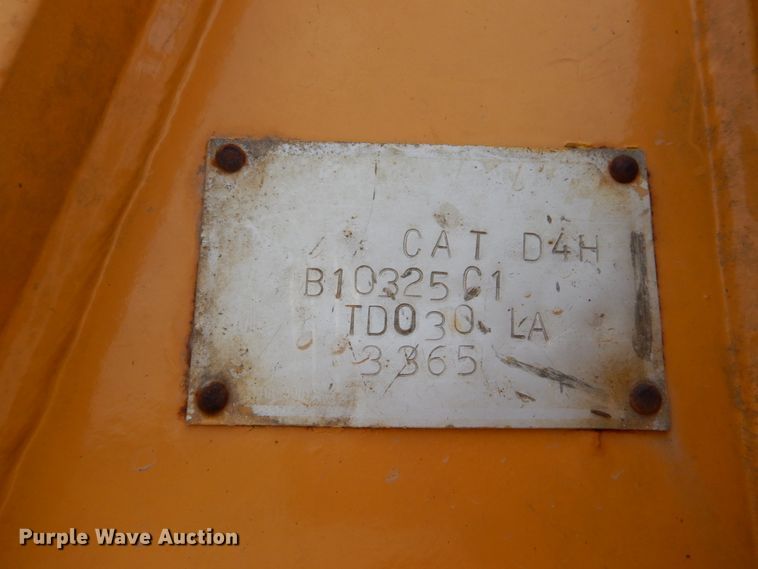 CAT D4H
B10325C1
TD030 LA
3365
Purple Wave Auction